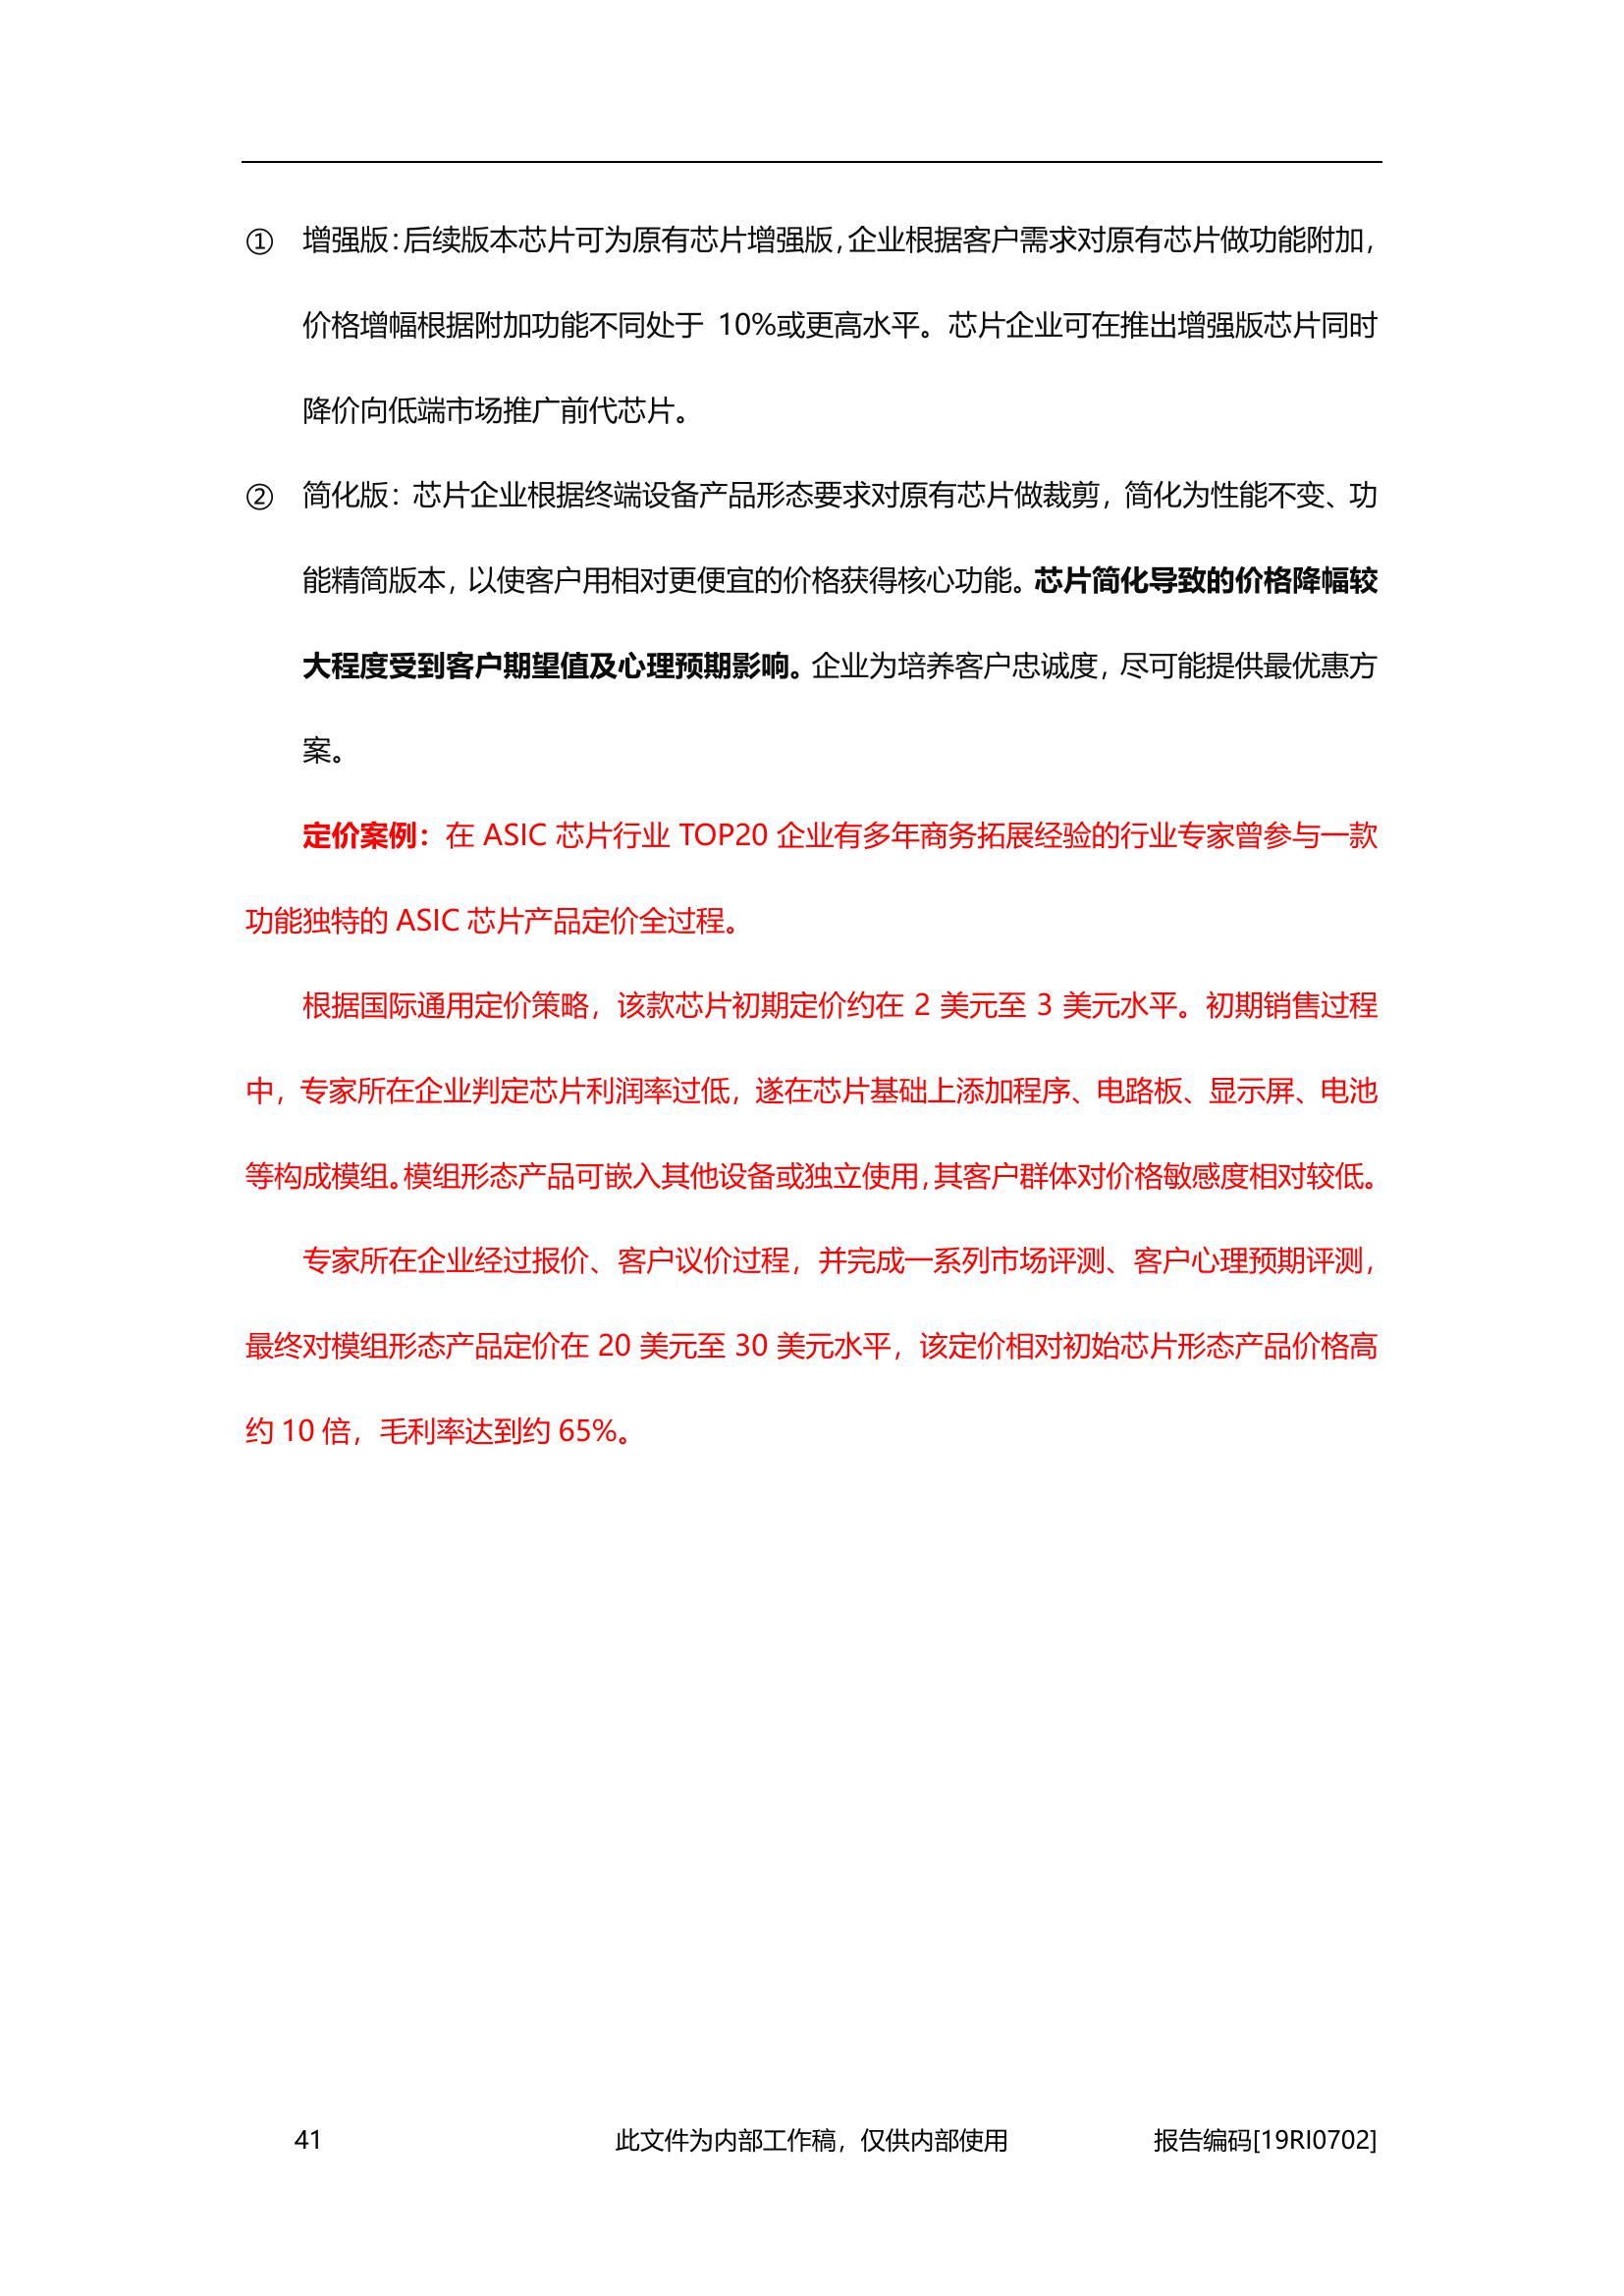 ① 增强版：后续版本芯片可为原有芯片增强版，企业根据客户需求对原有芯片做功能附加，
价格增幅根据附加功能不同处于 10%或更高水平。芯片企业可在推出增强版芯片同时
降价向低端市场推广前代芯片。
② 简化版：芯片企业根据终端设备产品形态要求对原有芯片做裁剪，简化为性能不变、功
能精简版本，以使客户用相对更便宜的价格获得核心功能。芯片简化导致的价格降幅较
大程度受到客户期望值及心理预期影响。企业为培养客户忠诚度，尽可能提供最优惠方
案。
定价案例：在 ASIC 芯片行业 TOP20 企业有多年商务拓展经验的行业专家曾参与一款
功能独特的 ASIC 芯片产品定价全过程。
根据国际通用定价策略，该款芯片初期定价约在 2 美元至 3 美元水平。初期销售过程
中，专家所在企业判定芯片利润率过低，遂在芯片基础上添加程序、电路板、显示屏、电池
等构成模组。模组形态产品可嵌入其他设备或独立使用，其客户群体对价格敏感度相对较低。
专家所在企业经过报价、客户议价过程，并完成一系列市场评测、客户心理预期评测，
最终对模组形态产品定价在 20 美元至 30 美元水平，该定价相对初始芯片形态产品价格高
约 10 倍，毛利率达到约 65%。
41 此文件为内部工作稿，仅供内部使用 报告编码[19RI0702]